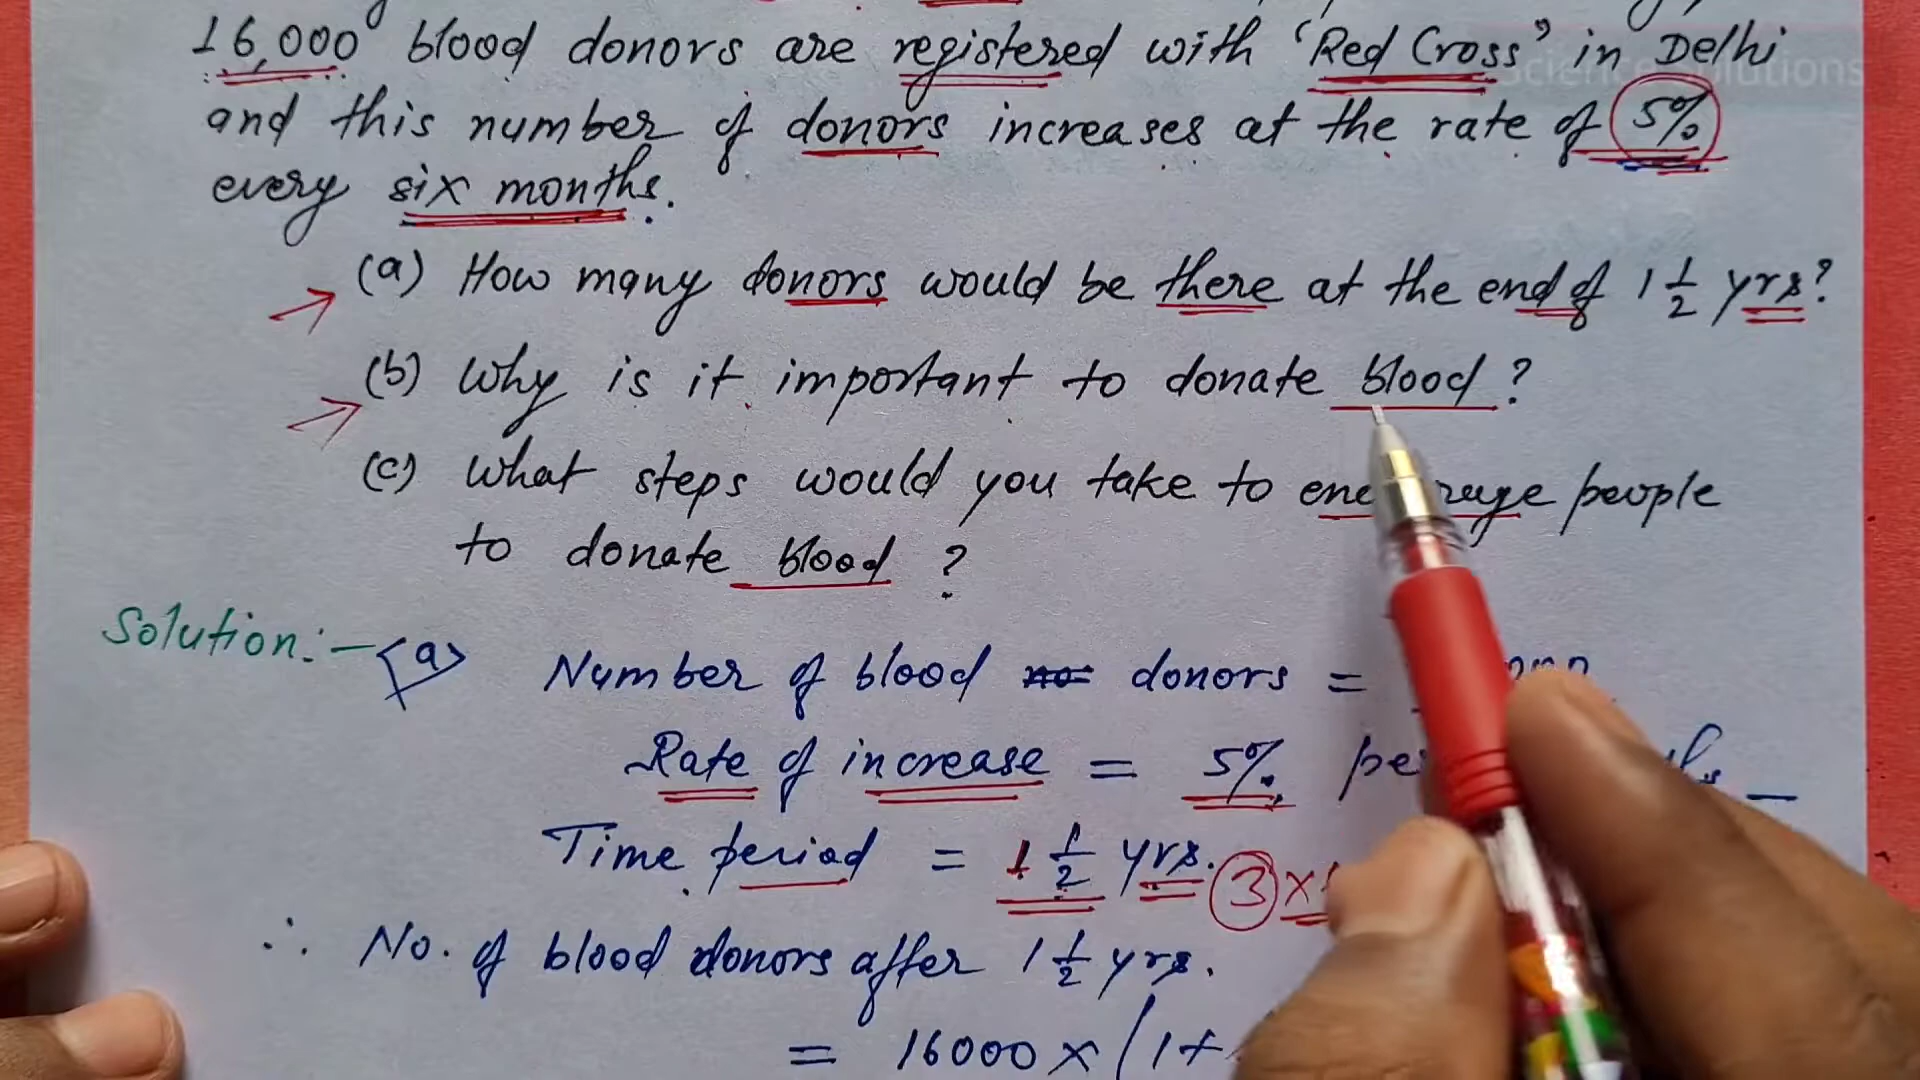 16,000 blood donors are registered with 'Red Cross' in Delhi
Science Solutions
and this number of donors increases at the rate of 5%
every six months.
(a) How many donors would be there at the end of 1 1/2 yrs?
(b) Why is it important to donate blood?
(c) What steps would you take to encourage people
to donate blood ?
Solution:- (a) Number of blood donors =
Rate of increase = 5%
Time period = 1 1/2 yrs. 3 ×
∴ No. of blood donors after 1 1/2 yrs.
= 16000 × (1+